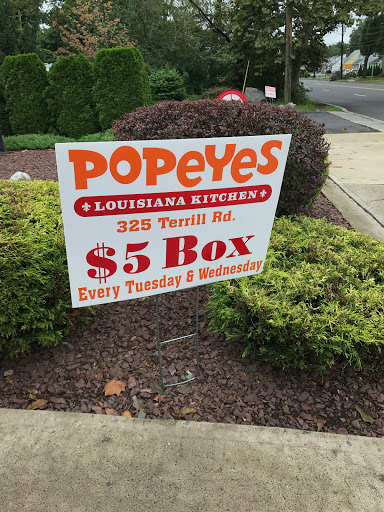 POPEYES
LOUISIANA KITCHEN
325 Terrill Rd.
$5 Box
Every Tuesday & Wednesday